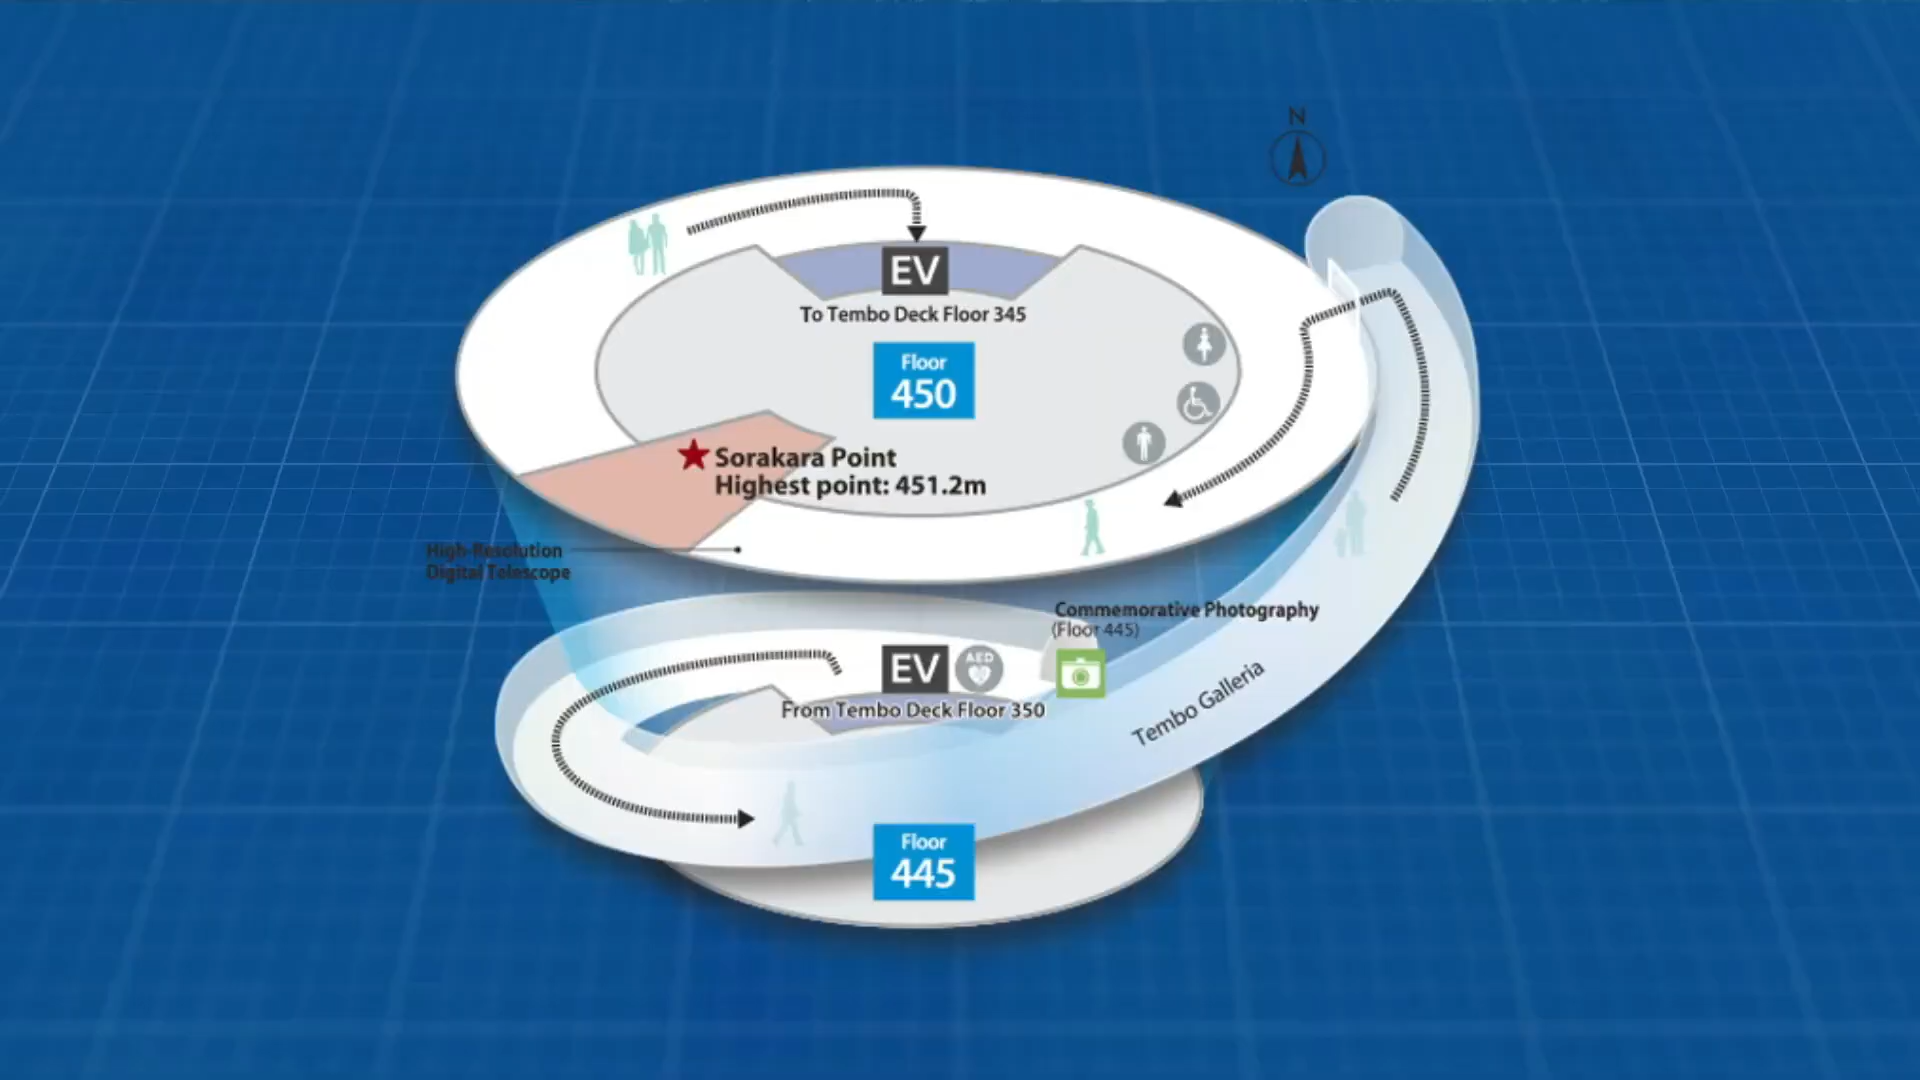 N
EV
To Tembo Deck Floor 345
Floor
450
Sorakara Point
Highest point: 451.2m
High-Resolution
Digital Telescope
Commemorative Photography
(Floor 445)
EV
AED
From Tembo Deck Floor 350
Tembo Galleria
Floor
445